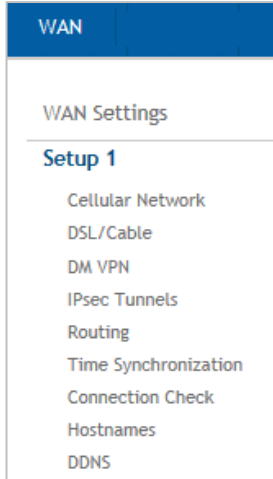 WAN
WAN Settings
Setup 1
Cellular Network
DSL/Cable
DM VPN
IPsec Tunnels
Routing
Time Synchronization
Connection Check
Hostnames
DDNS